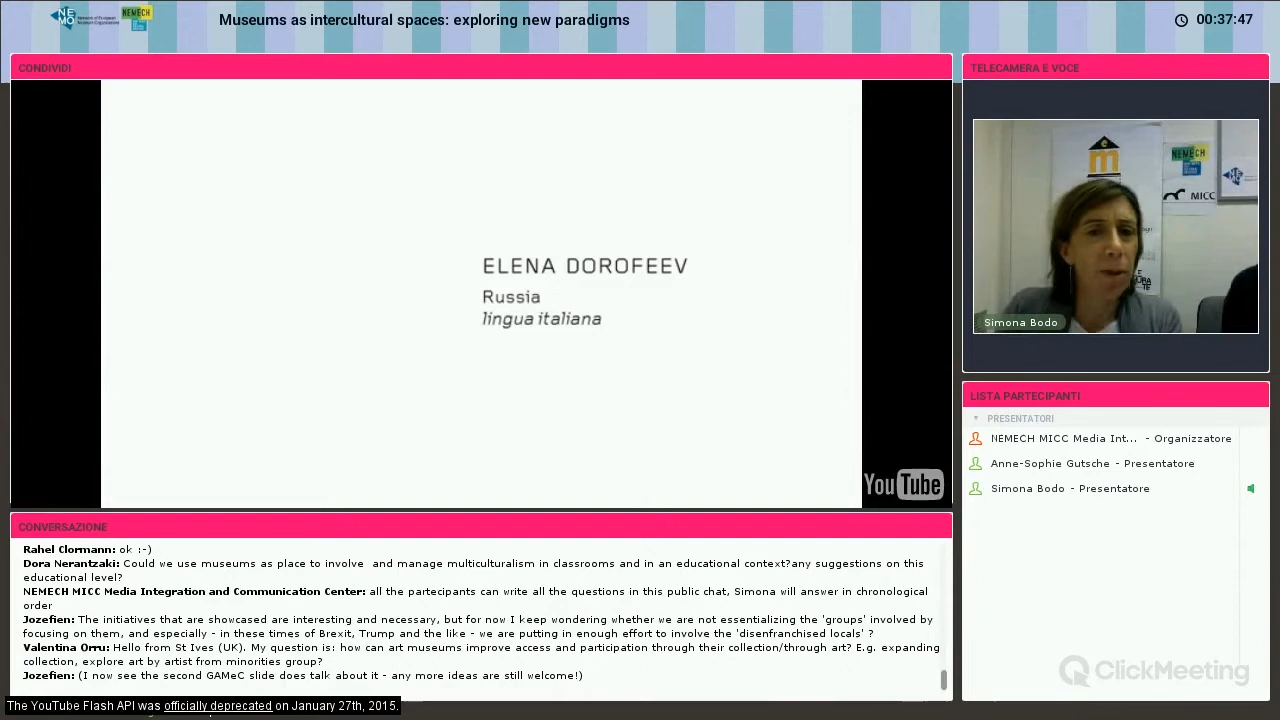 NEMO
NEMECH
Museums as intercultural spaces: exploring new paradigms
00:37:47
CONDIVIDI
ELENA DOROFEEV
Russia
lingua italiana
YouTube
TELECAMERA E VOCE
m
NEMECH
MICC
Simona Bodo
LISTA PARTECIPANTI
PRESENTATORI
NEMECH MICC Media Int... - Organizzatore
Anne-Sophie Gutsche - Presentatore
Simona Bodo - Presentatore
ClickMeeting
CONVERSAZIONE
Rahel Clormann: ok :-)
Dora Nerantzaki: Could we use museums as place to involve and manage multiculturalism in classrooms and in an educational context?any suggestions on this
educational level?
NEMECH MICC Media Integration and Communication Center: all the partecipants can write all the questions in this public chat, Simona will answer in chronological
order
Jozefien: The initiatives that are showcased are interesting and necessary, but for now I keep wondering whether we are not essentializing the 'groups' involved by
focusing on them, and especially - in these times of Brexit, Trump and the like - we are putting in enough effort to involve the 'disenfranchised locals' ?
Valentina Orru: Hello from St Ives (UK). My question is: how can art museums improve access and participation through their collection/through art? E.g. expanding
collection, explore art by artist from minorities group?
Jozefien: (I now see the second GAMeC slide does talk about it - any more ideas are still welcome!)
The YouTube Flash API was officially deprecated on January 27th, 2015.